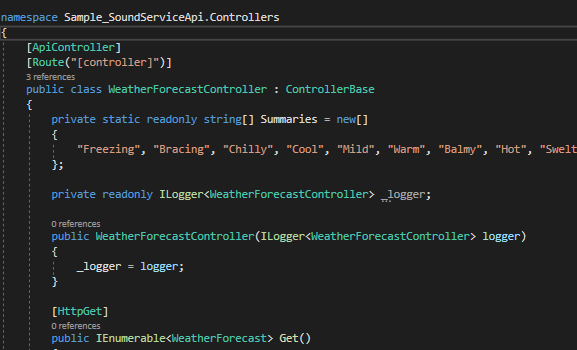 namespace Sample_SoundServiceApi.Controllers
{
[ApiController]
[Route("[controller]")]
3 references
public class WeatherForecastController : ControllerBase
{
private static readonly string[] Summaries = new[]
{
"Freezing", "Bracing", "Chilly", "Cool", "Mild", "Warm", "Balmy", "Hot", "Swelt
};
private readonly ILogger<WeatherForecastController> _logger;
0 references
public WeatherForecastController(ILogger<WeatherForecastController> logger)
{
_logger = logger;
}
[HttpGet]
0 references
public IEnumerable<WeatherForecast> Get()